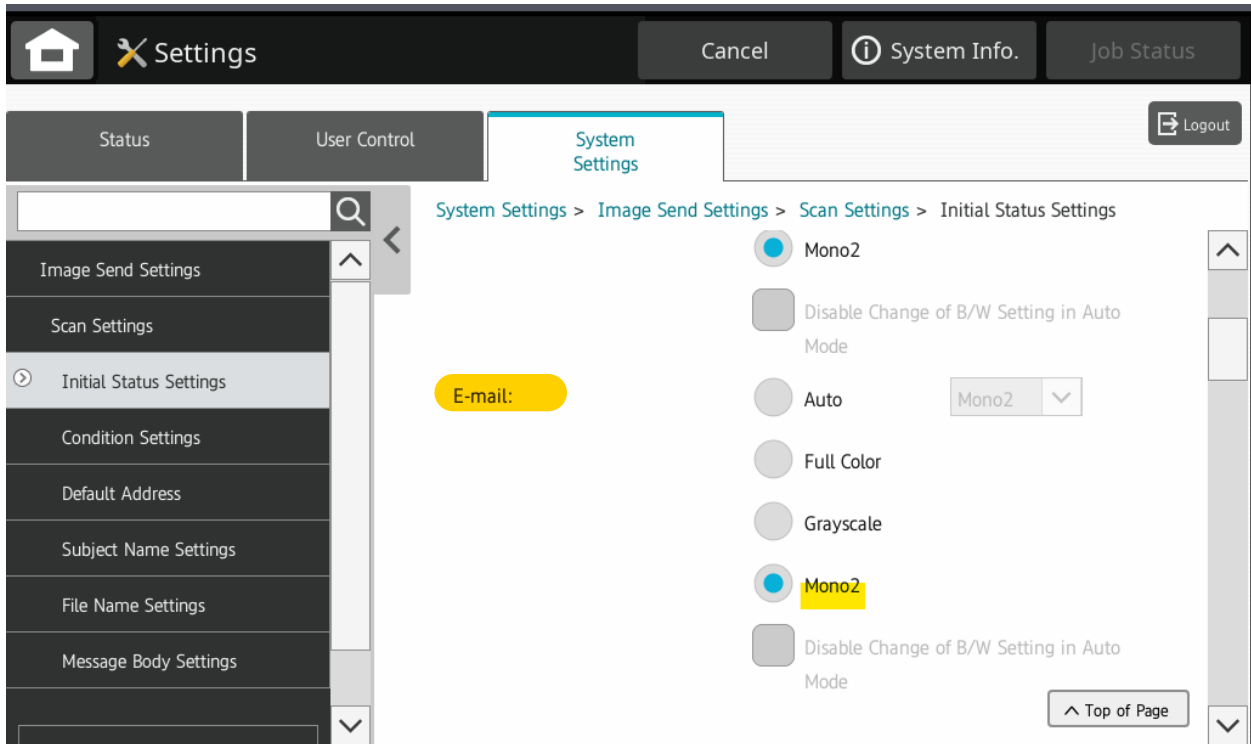 Settings
Cancel
System Info.
Job Status
Status
User Control
System
Settings
Logout
System Settings > Image Send Settings > Scan Settings > Initial Status Settings
Image Send Settings
Scan Settings
Initial Status Settings
Condition Settings
Default Address
Subject Name Settings
File Name Settings
Message Body Settings
Mono2
Disable Change of B/W Setting in Auto
Mode
E-mail:
Auto
Mono2
Full Color
Grayscale
Mono2
Disable Change of B/W Setting in Auto
Mode
Top of Page